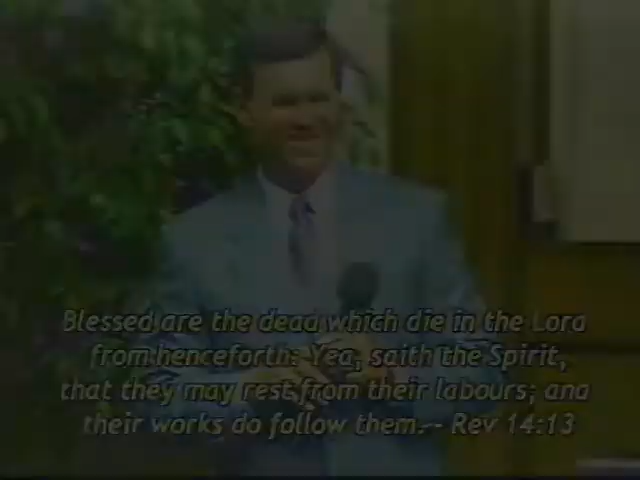 Blessed are the dead which die in the Lord
from henceforth: Yea, saith the Spirit,
that they may rest from their labours; and
their works do follow them.-- Rev 14:13